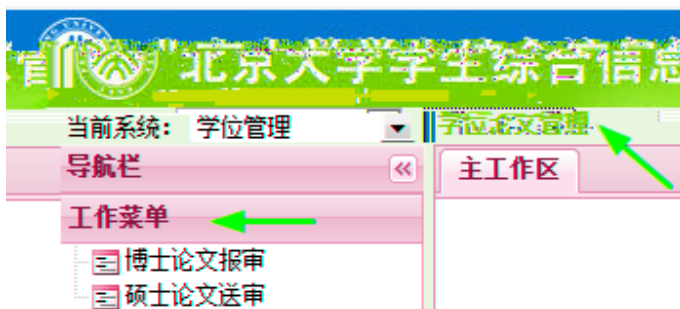 北京大学学生综合信息
当前系统： 学位管理
学位论文管理
导航栏
主工作区
工作菜单
博士论文报审
硕士论文送审